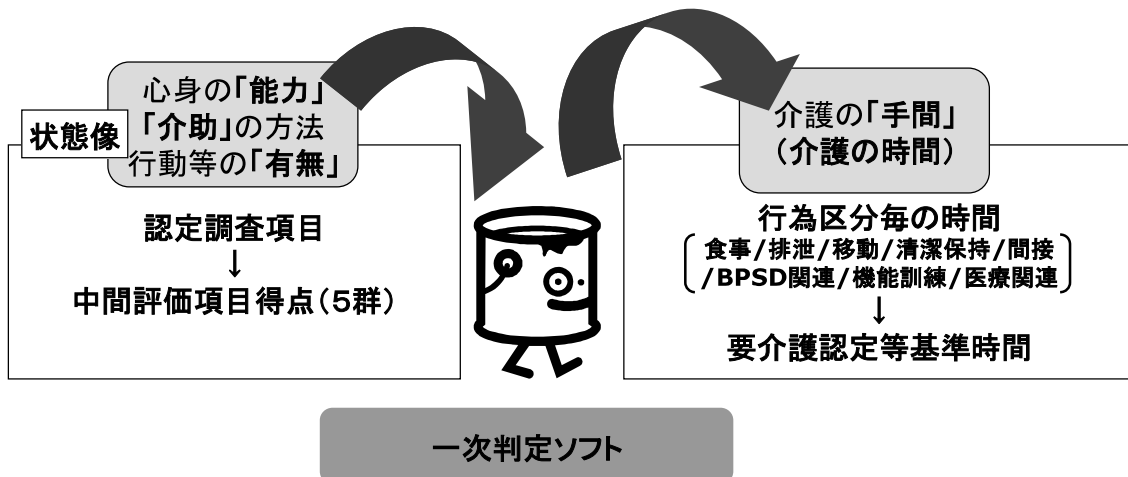 状態像
心身の「能力」
「介助」の方法
行動等の「有無」
認定調査項目
↓
中間評価項目得点(5群)
介護の「手間」
(介護の時間)
行為区分毎の時間
食事/排泄/移動/清潔保持/間接
/BPSD関連/機能訓練/医療関連
↓
要介護認定等基準時間
一次判定ソフト